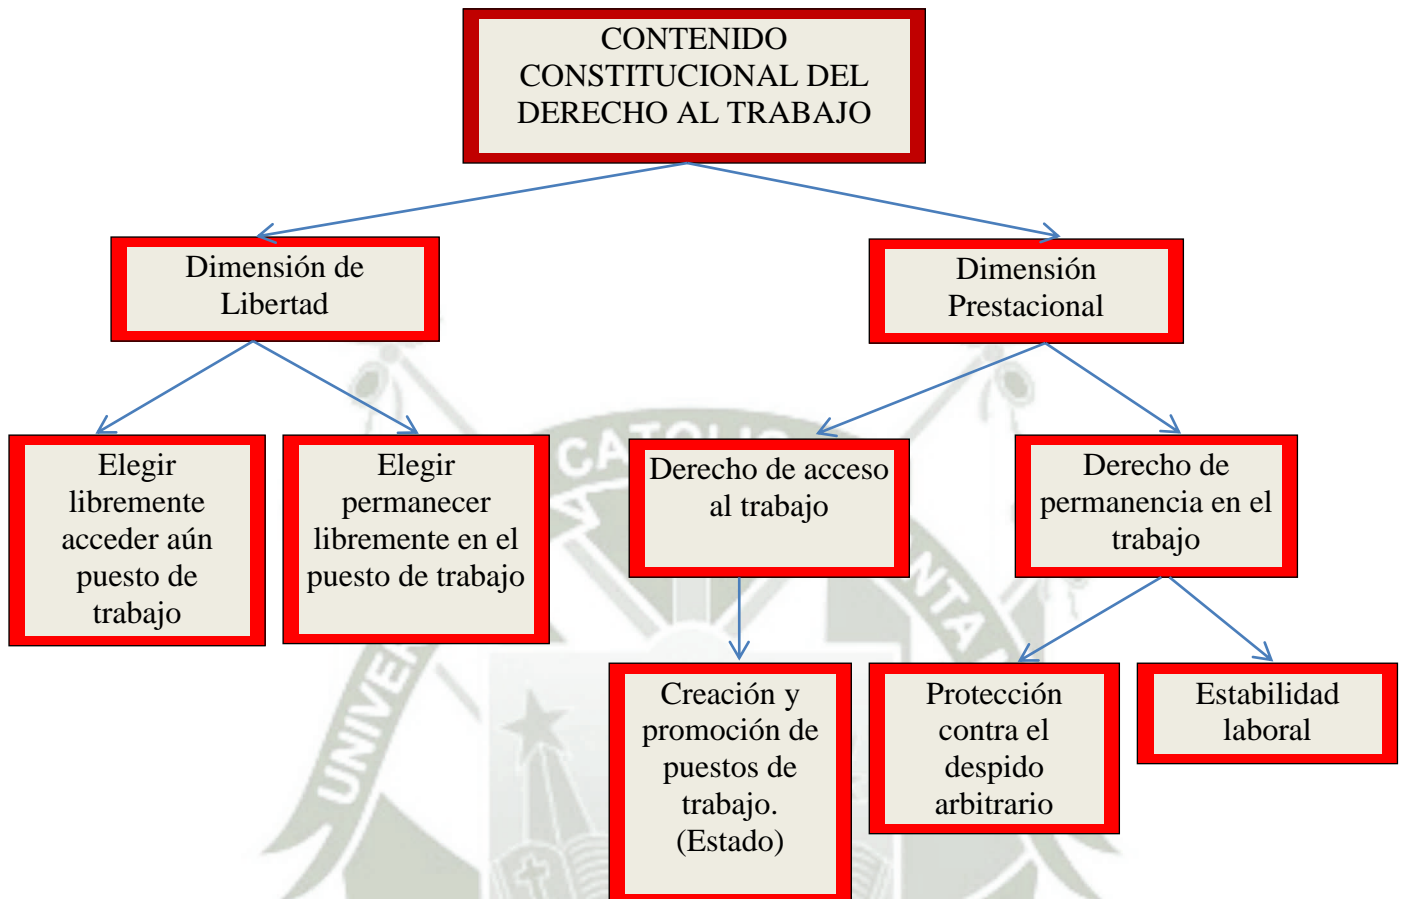 CONTENIDO
CONSTITUCIONAL DEL
DERECHO AL TRABAJO
Dimensión de
Libertad
Dimensión
Prestacional
Elegir
libremente
acceder aún
puesto de
trabajo
Elegir
permanecer
libremente en el
puesto de trabajo
Derecho de acceso
al trabajo
Derecho de
permanencia en el
trabajo
Creación y
promoción de
puestos de
trabajo.
(Estado)
Protección
contra el
despido
arbitrario
Estabilidad
laboral